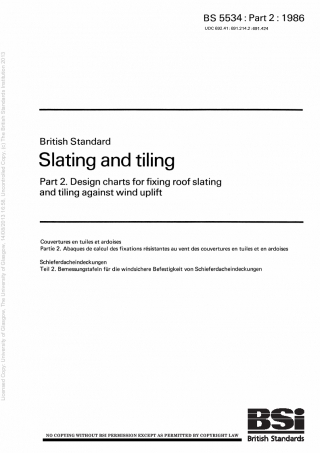 BS 5534 : Part 2 : 1986
UDC 692.41 : 691.214.2 : 691.424
British Standard
Slating and tiling
Part 2. Design charts for fixing roof slating
and tiling against wind uplift
Couvertures en tuiles et ardoises
Partie 2. Abaques de calcul des fixations résistantes au vent des couvertures en tuiles et en ardoises
Schieferdacheindeckungen
Teil 2. Bemessungstafeln für die windsichere Befestigkeit von Schieferdacheindeckungen
Licensed Copy: University of Glasgow, The University of Glasgow, 14/09/2013 10:59, Uncontrolled Copy, (c) The British Standards Institution 2013
BSi
NO COPYING WITHOUT BSI PERMISSION EXCEPT AS PERMITTED BY COPYRIGHT LAW
British Standards